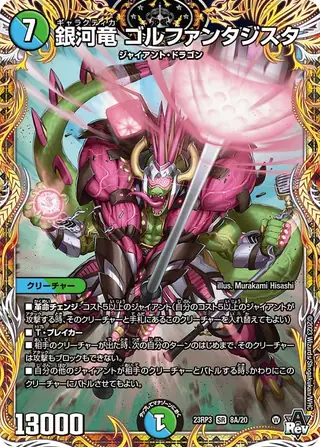 7
ギャラクティカ
銀河竜 ゴルファンタジスタ
ジャイアント・ドラゴン
illus. Murakami Hisashi
クリーチャー
■革命チェンジ-コスト5以上のジャイアント(自分のコスト5以上のジャイアントが
攻撃する時、そのクリーチャーと手札にあるこのクリーチャーを入れ替えてもよい)
■T・ブレイカー
■相手のクリーチャーが出た時、次の自分のターンのはじめまで、そのクリーチャー
は攻撃もブロックもできない。
■自分の他のジャイアントが相手のクリーチャーとバトルする時、かわりにこの
クリーチャーにバトルさせてもよい。
13000
1
23RP3 SR 8A/20
Rev